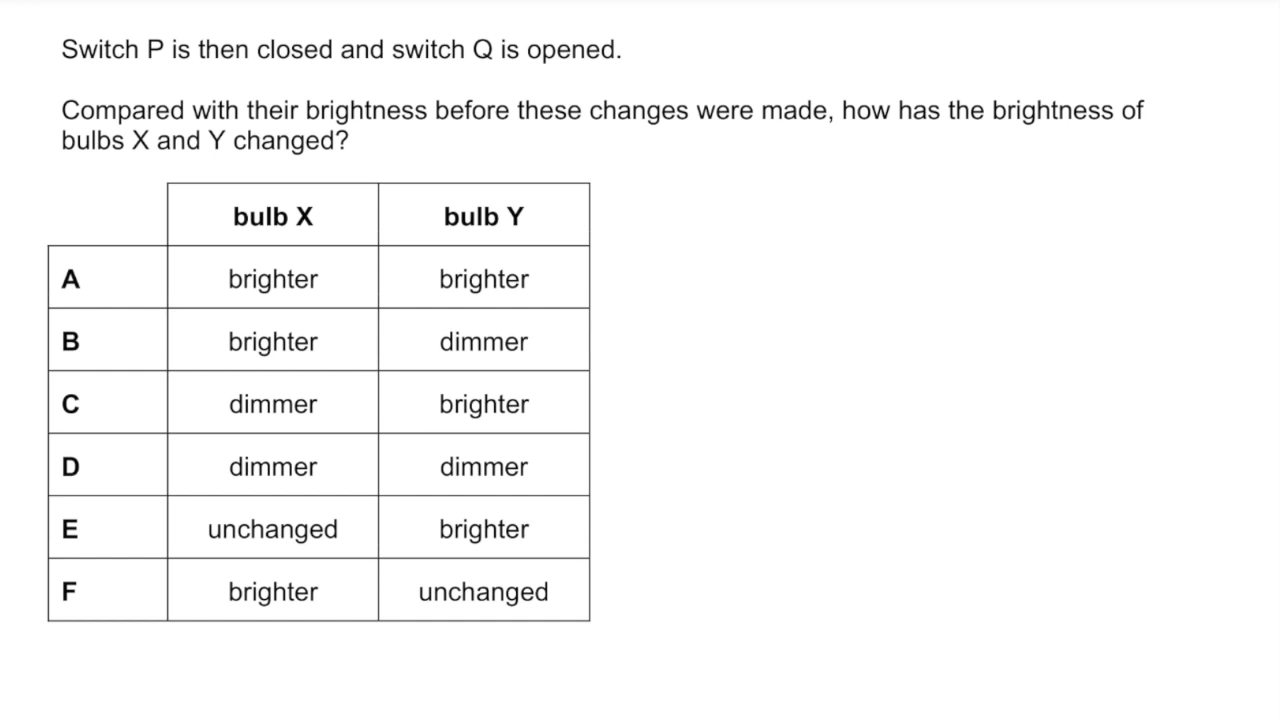 Switch P is then closed and switch Q is opened.
Compared with their brightness before these changes were made, how has the brightness of
bulbs X and Y changed?
bulb X bulb Y
A brighter brighter
B brighter dimmer
C dimmer brighter
D dimmer dimmer
E unchanged brighter
F brighter unchanged